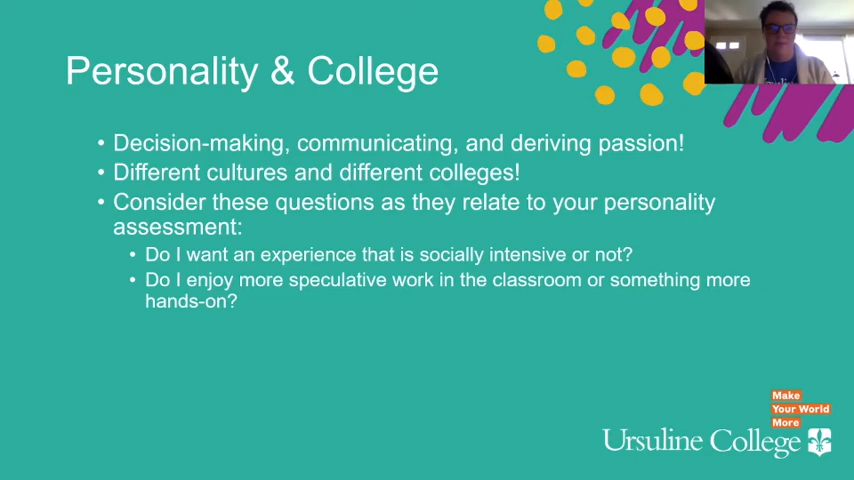 Personality & College
• Decision-making, communicating, and deriving passion!
• Different cultures and different colleges!
• Consider these questions as they relate to your personality
assessment:
• Do I want an experience that is socially intensive or not?
• Do I enjoy more speculative work in the classroom or something more
hands-on?
Make
Your World
More
Ursuline College